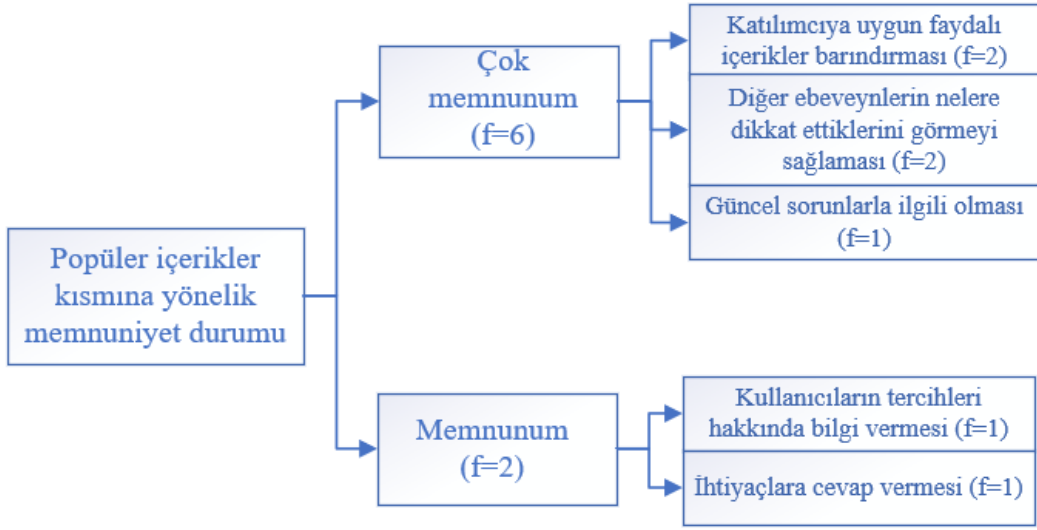 Popüler içerikler
kısmına yönelik
memnuniyet durumu
Çok
memnunum
(f=6)
Katılımcıya uygun faydalı
içerikler barındırması (f=2)
Diğer ebeveynlerin nelere
dikkat ettiklerini görmeyi
sağlaması (f=2)
Güncel sorunlarla ilgili olması
(f=1)
Memnunum
(f=2)
Kullanıcıların tercihleri
hakkında bilgi vermesi (f=1)
İhtiyaçlara cevap vermesi (f=1)